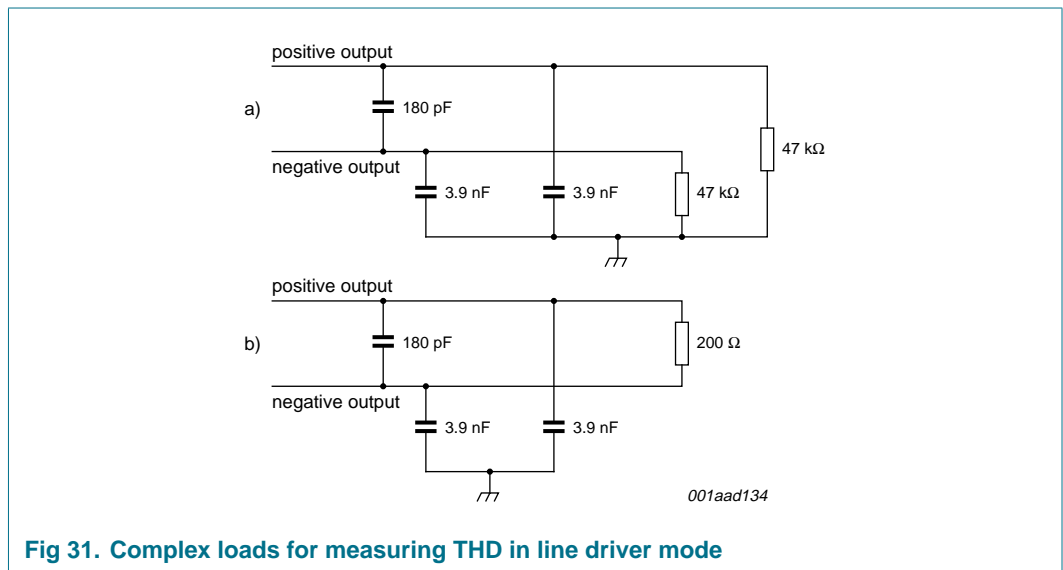 positive output
a)
180 pF
47 kΩ
negative output
3.9 nF
3.9 nF
47 kΩ
positive output
b)
180 pF
200 Ω
negative output
3.9 nF
3.9 nF
001aad134
Fig 31. Complex loads for measuring THD in line driver mode